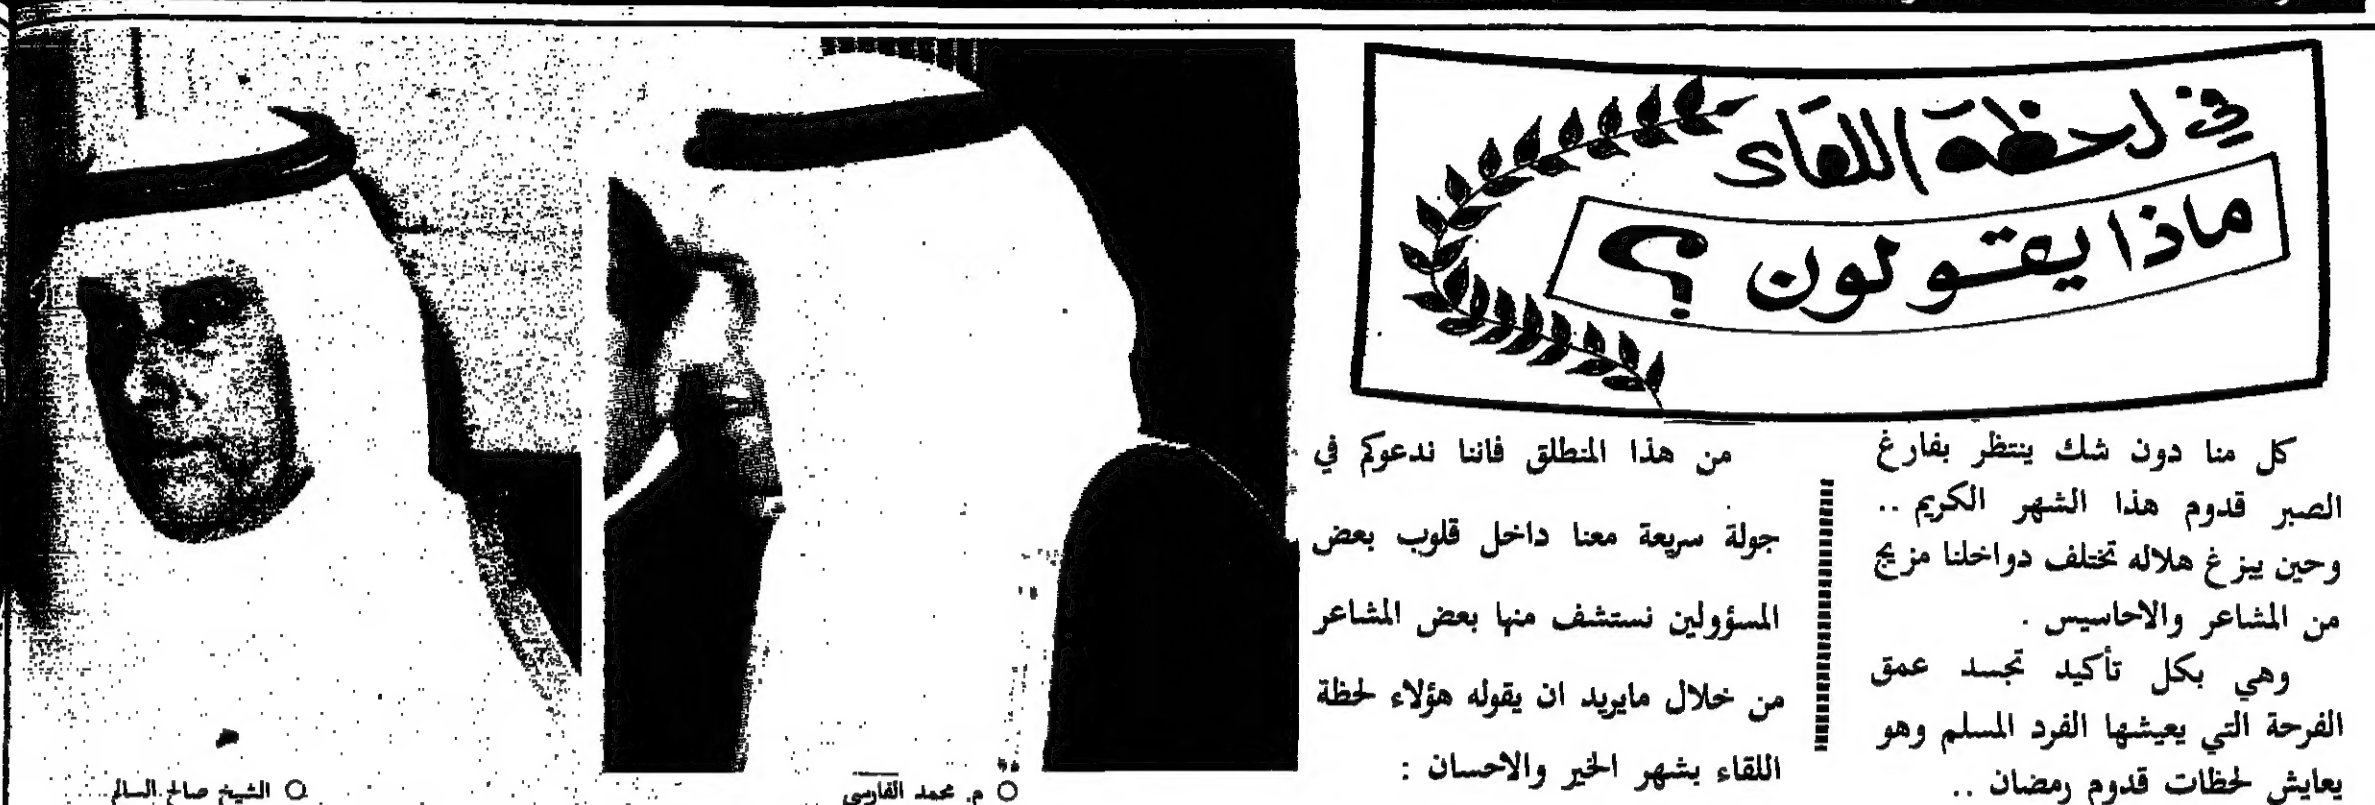 في لحظة اللقاء
ماذا يقولون ؟
كل منا دون شك ينتظر بفارغ
الصبر قدوم هذا الشهر الكريم ..
وحين يبزغ هلاله تختلف دواخلنا مزيج
من المشاعر والاحاسيس .
وهي بكل تأكيد تجسد عمق
الفرحة التي يعيشها الفرد المسلم وهو
يعايش لحظات قدوم رمضان ..
من هذا المنطلق فاننا ندعوكم في
جولة سريعة معنا داخل قلوب بعض
المسؤولين نستشف منها بعض المشاعر
من خلال مايريد ان يقوله هؤلاء لحظة
اللقاء بشهر الخير والاحسان :
○ م. محمد الفارسي
○ الشيخ صالح السالم